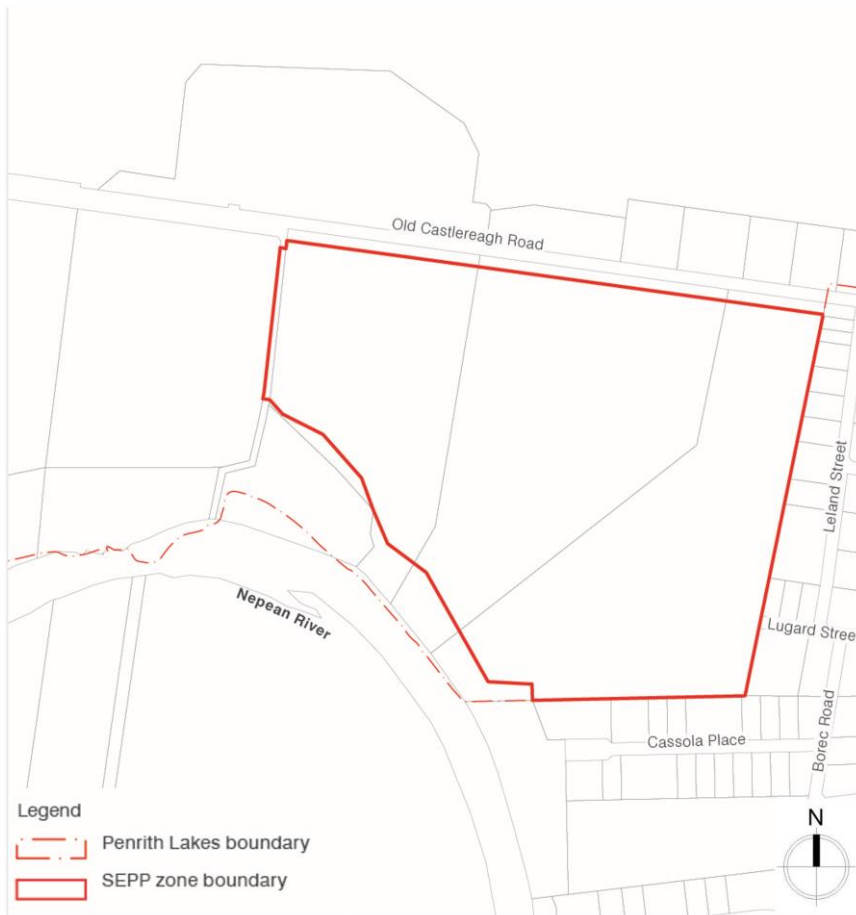 Old Castlereagh Road
Leland Street
Nepean River
Lugard Stree
Cassola Place
Borec Road
N
Legend
Penrith Lakes boundary
SEPP zone boundary